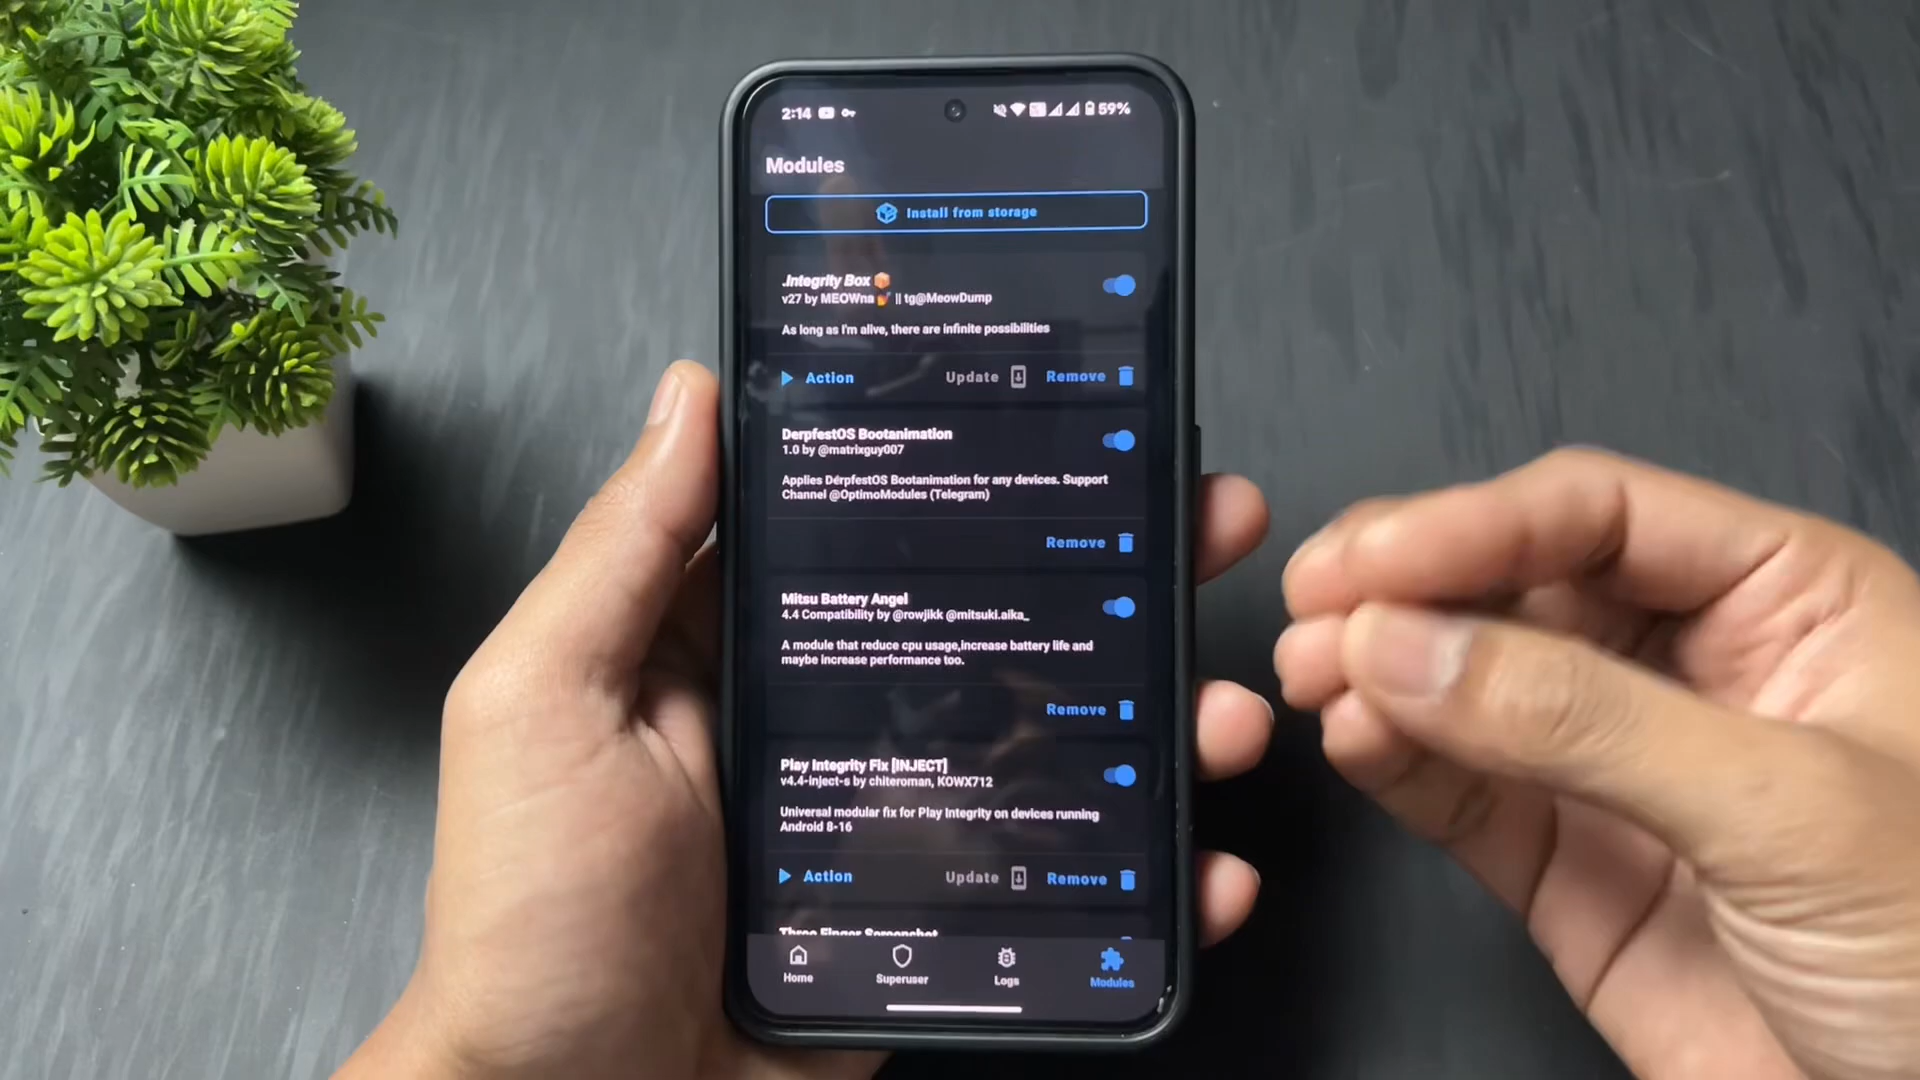 2:14
59%
Modules
Install from storage
.Integrity Box
v27 by MEOWna || tg@MeowDump
As long as I'm alive, there are infinite possibilities
Action
Update
Remove
DerpfestOS Bootanimation
1.0 by @matrixguy007
Applies DerpfestOS Bootanimation for any devices. Support
Channel @OptimoModules (Telegram)
Remove
Mitsu Battery Angel
4.4 Compatibility by @rowjikk @mitsuki.aika_
A module that reduce cpu usage,increase battery life and
maybe increase performance too.
Remove
Play Integrity Fix [INJECT]
v4.4-inject-s by chiteroman, KOWX712
Universal modular fix for Play Integrity on devices running
Android 8-16
Action
Update
Remove
Three Finger Screenshot
Home
Superuser
Logs
Modules